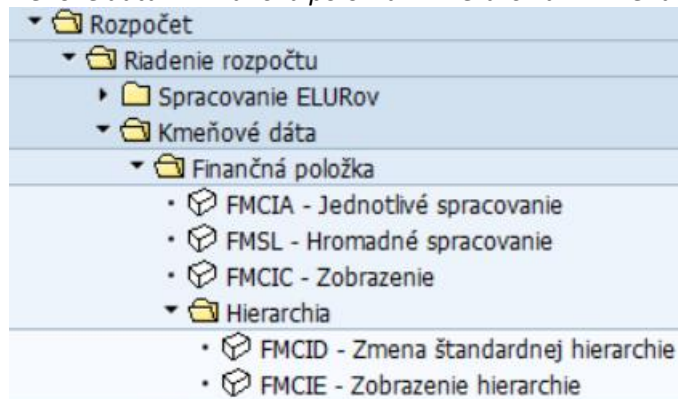 Rozpočet
Riadenie rozpočtu
Spracovanie ELURov
Kmeňové dáta
Finančná položka
FMCIA - Jednotlivé spracovanie
FMSL - Hromadné spracovanie
FMCIC - Zobrazenie
Hierarchia
FMCID - Zmena štandardnej hierarchie
FMCIE - Zobrazenie hierarchie